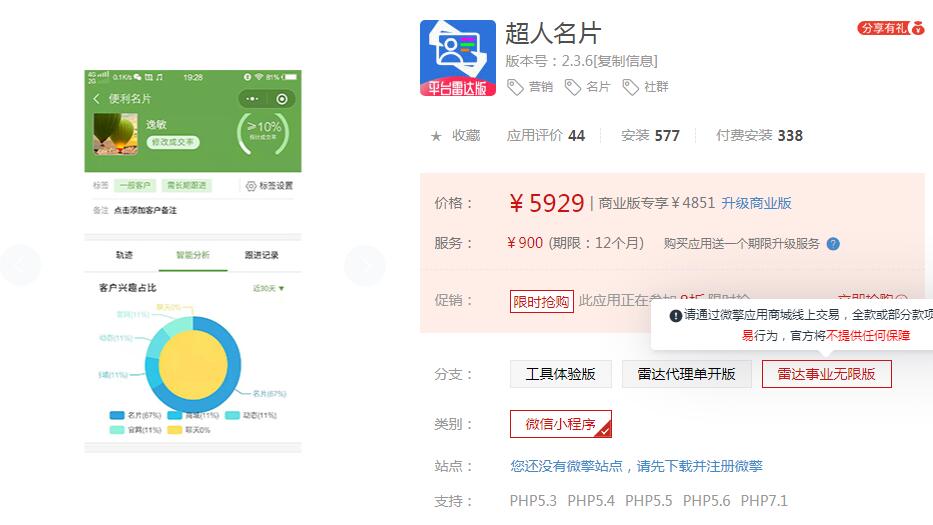 超人名片
分享有礼
版本号：2.3.6[复制信息]
平台雷达版
营销 名片 社群
收藏 应用评价 44 安装 577 付费安装 338
价格： ￥5929 | 商业版专享￥4851 升级商业版
服务： ￥900 (期限：12个月) 购买应用送一个期限升级服务 ?
促销： 限时抢购 此应用正在参加 限时抢 立即抢购
请通过微擎应用商城线上交易，全款或部分款项
易行为，官方将不提供任何保障
分支： 工具体验版 雷达代理单开版 雷达事业无限版
类别： 微信小程序
站点： 您还没有微擎站点，请先下载并注册微擎
支持： PHP5.3 PHP5.4 PHP5.5 PHP5.6 PHP7.1
4G 2G 0.1K/s 19:28 81%
便利名片
逸敏
修改成交率
≥10%
预计成交率
标签 一般客户 需长期跟进 标签设置
备注 点击添加客户备注
轨迹 智能分析 跟进记录
客户兴趣占比 近30天
聊天0%
官网(11%)
动态(11%)
城(11%)
名片(67%)
名片(67%) 商城(11%) 动态(11%)
官网(11%) 聊天0%